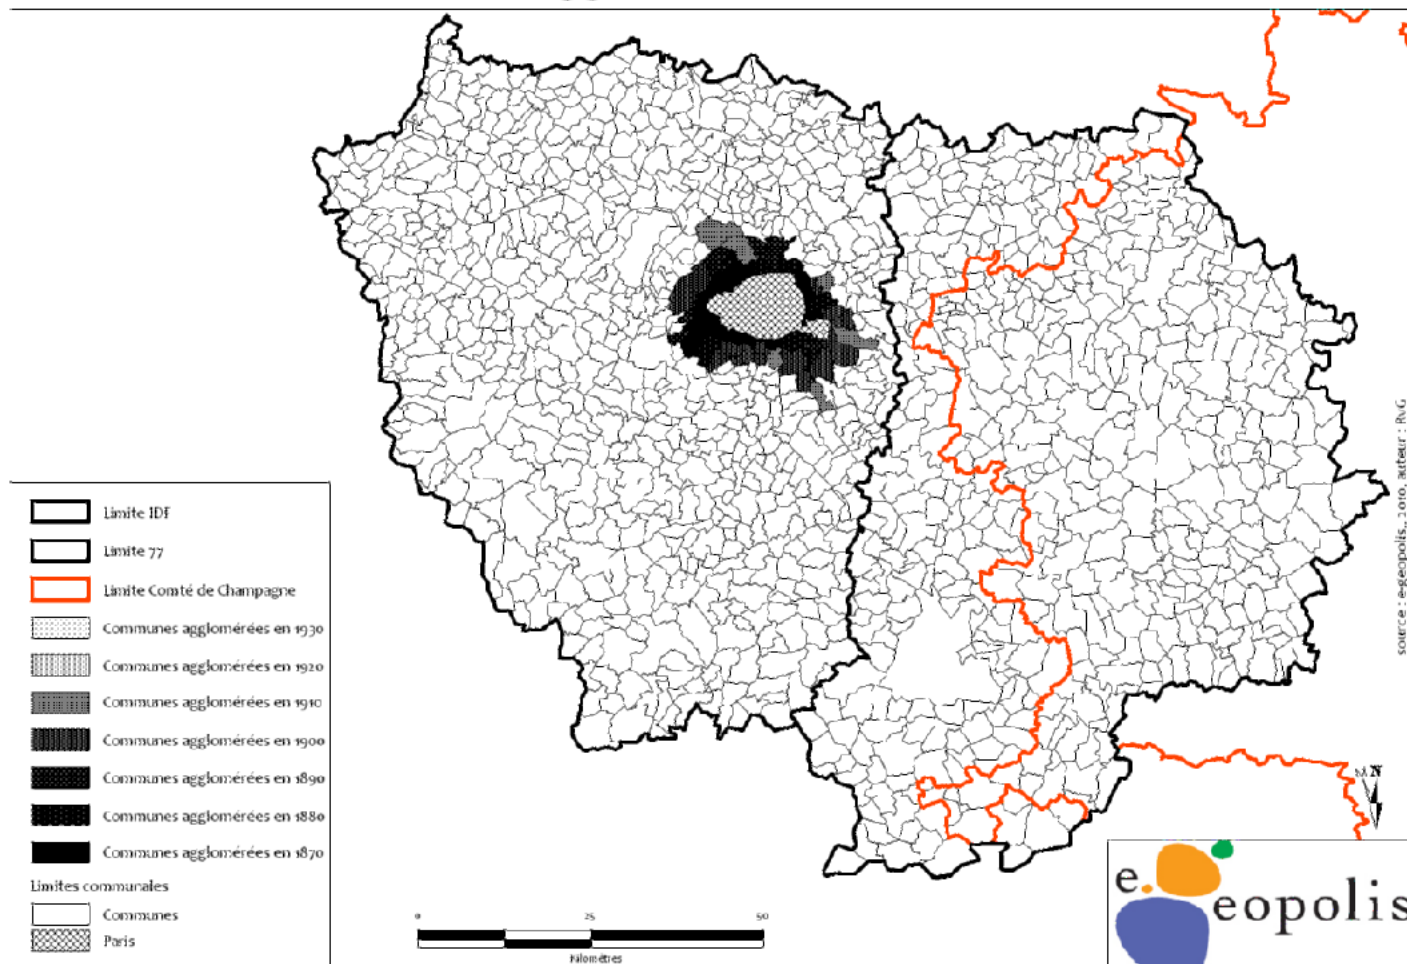 Limite IDF
Limite 77
Limite Comté de Champagne
Communes agglomérées en 1930
Communes agglomérées en 1920
Communes agglomérées en 1910
Communes agglomérées en 1900
Communes agglomérées en 1890
Communes agglomérées en 1880
Communes agglomérées en 1870
Limites communales
Communes
Paris
0 25 50
Kilomètres
source : e-geopolis, 2010, auteur : RvG
N
e.
eopolis